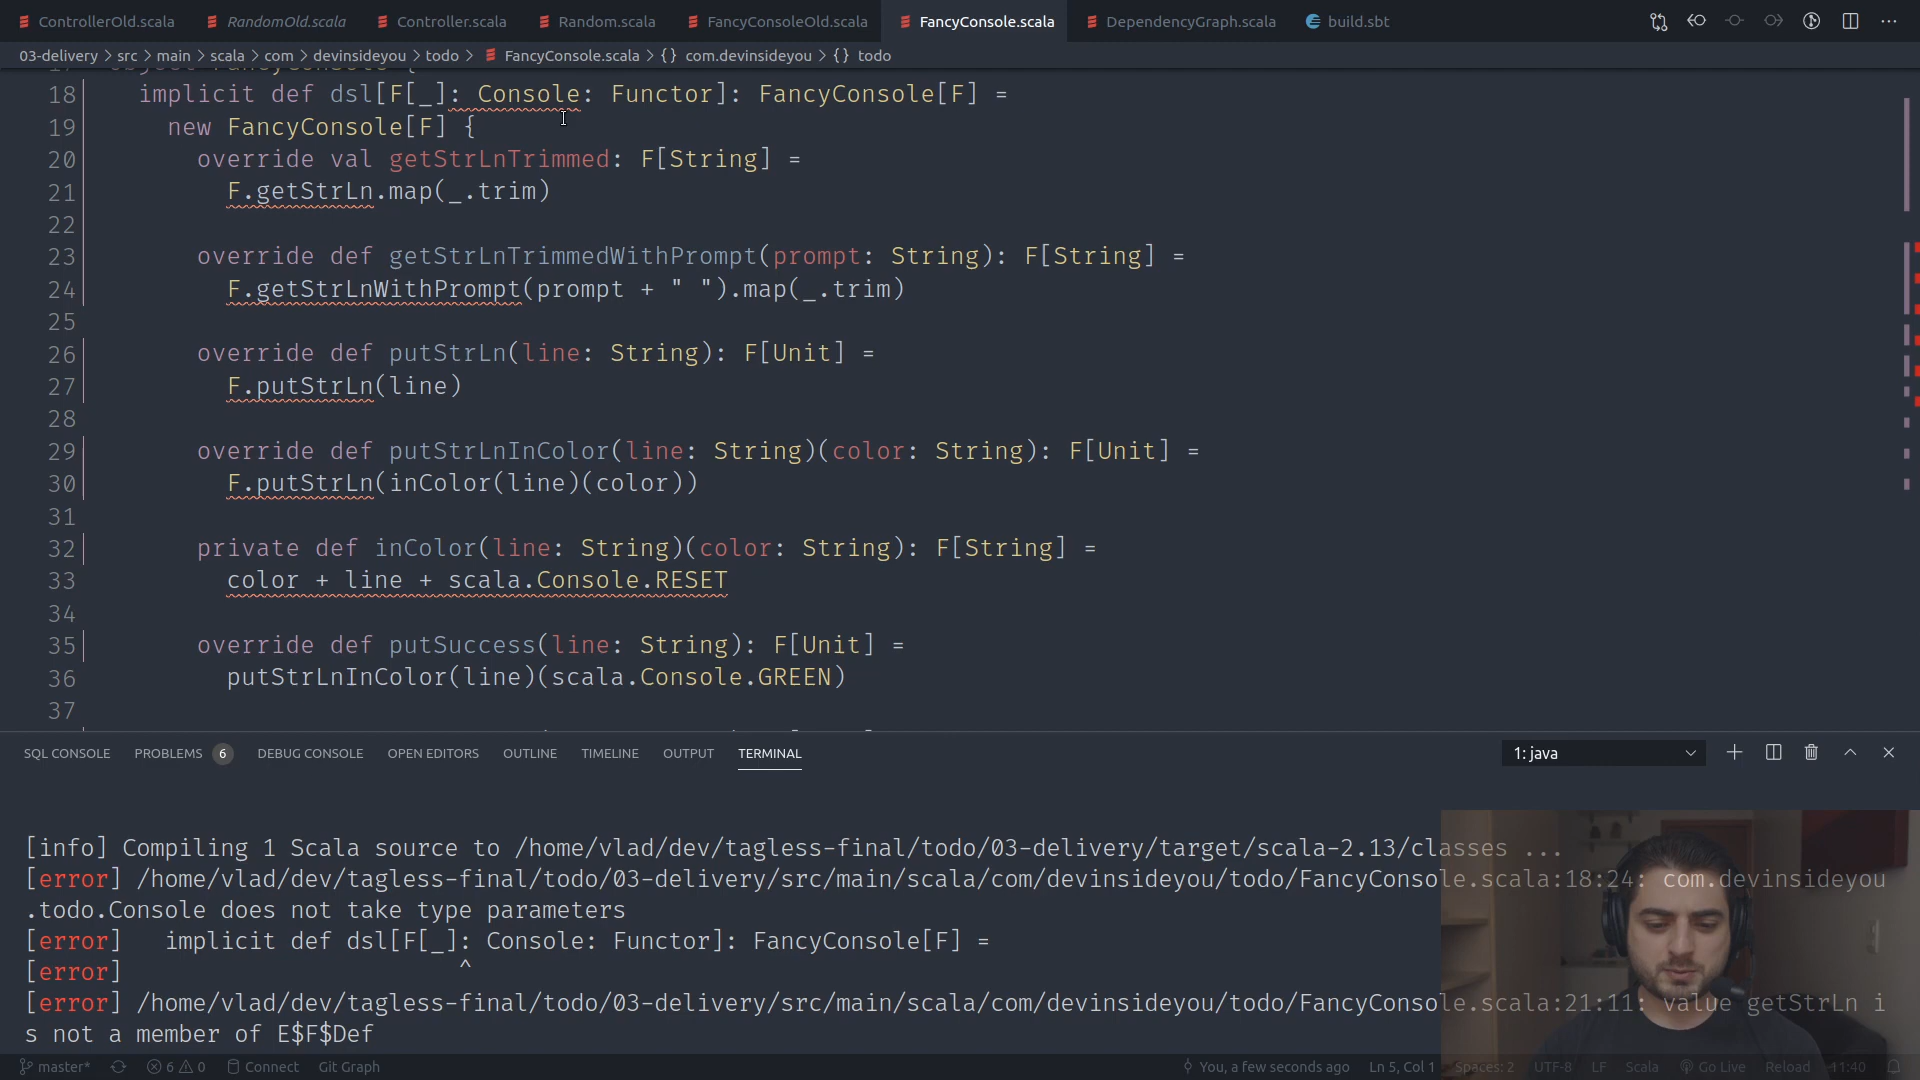 ControllerOld.scala RandomOld.scala Controller.scala Random.scala FancyConsoleOld.scala FancyConsole.scala DependencyGraph.scala build.sbt
03-delivery > src > main > scala > com > devinsideyou > todo > FancyConsole.scala > {} com.devinsideyou > {} todo
18 implicit def dsl[F[_]: Console: Functor]: FancyConsole[F] =
19 new FancyConsole[F] {
20 override val getStrLnTrimmed: F[String] =
21 F.getStrLn.map(_.trim)
22
23 override def getStrLnTrimmedWithPrompt(prompt: String): F[String] =
24 F.getStrLnWithPrompt(prompt + " ").map(_.trim)
25
26 override def putStrLn(line: String): F[Unit] =
27 F.putStrLn(line)
28
29 override def putStrLnInColor(line: String)(color: String): F[Unit] =
30 F.putStrLn(inColor(line)(color))
31
32 private def inColor(line: String)(color: String): F[String] =
33 color + line + scala.Console.RESET
34
35 override def putSuccess(line: String): F[Unit] =
36 putStrLnInColor(line)(scala.Console.GREEN)
37
SQL CONSOLE PROBLEMS 6 DEBUG CONSOLE OPEN EDITORS OUTLINE TIMELINE OUTPUT TERMINAL 1: java
[info] Compiling 1 Scala source to /home/vlad/dev/tagless-final/todo/03-delivery/target/scala-2.13/classes ...
[error] /home/vlad/dev/tagless-final/todo/03-delivery/src/main/scala/com/devinsideyou/todo/FancyConsole.scala:18:24: com.devinsideyou
.todo.Console does not take type parameters
[error] implicit def dsl[F[_]: Console: Functor]: FancyConsole[F] =
[error] ^
[error] /home/vlad/dev/tagless-final/todo/03-delivery/src/main/scala/com/devinsideyou/todo/FancyConsole.scala:21:11: value getStrLn i
s not a member of E$F$Def
master* 6 0 Connect Git Graph You, a few seconds ago Ln 5, Col 1 Spaces: 2 UTF-8 LF Scala Go Live Reload 11:40